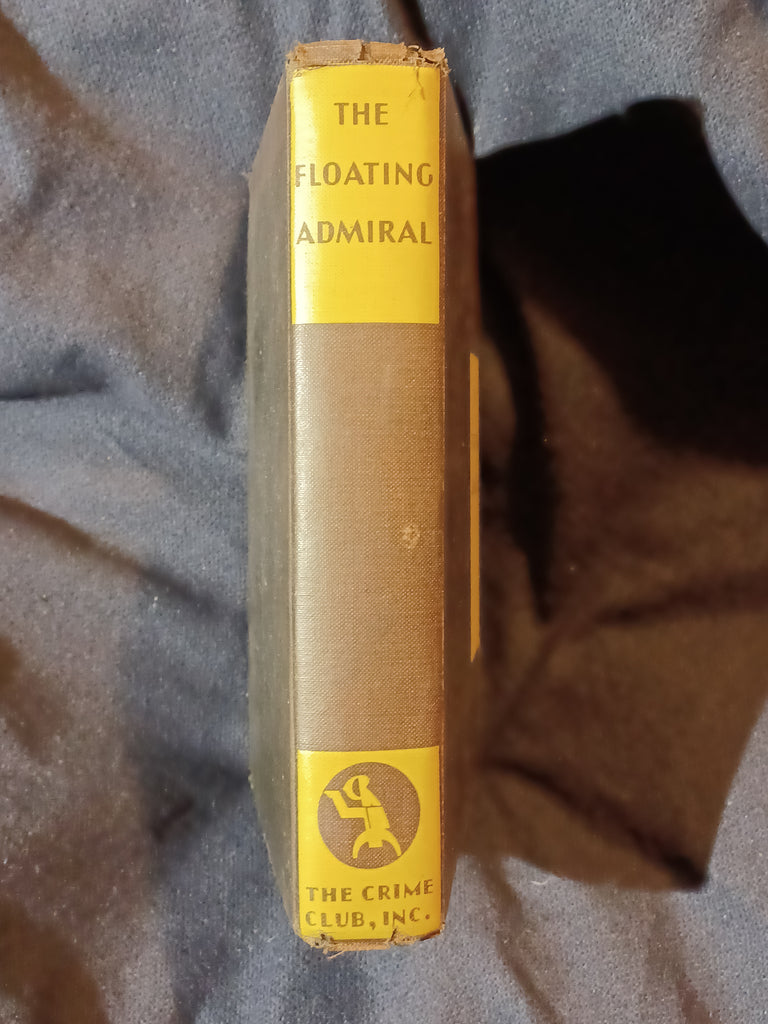 THE
FLOATING
ADMIRAL
THE CRIME
CLUB, INC.